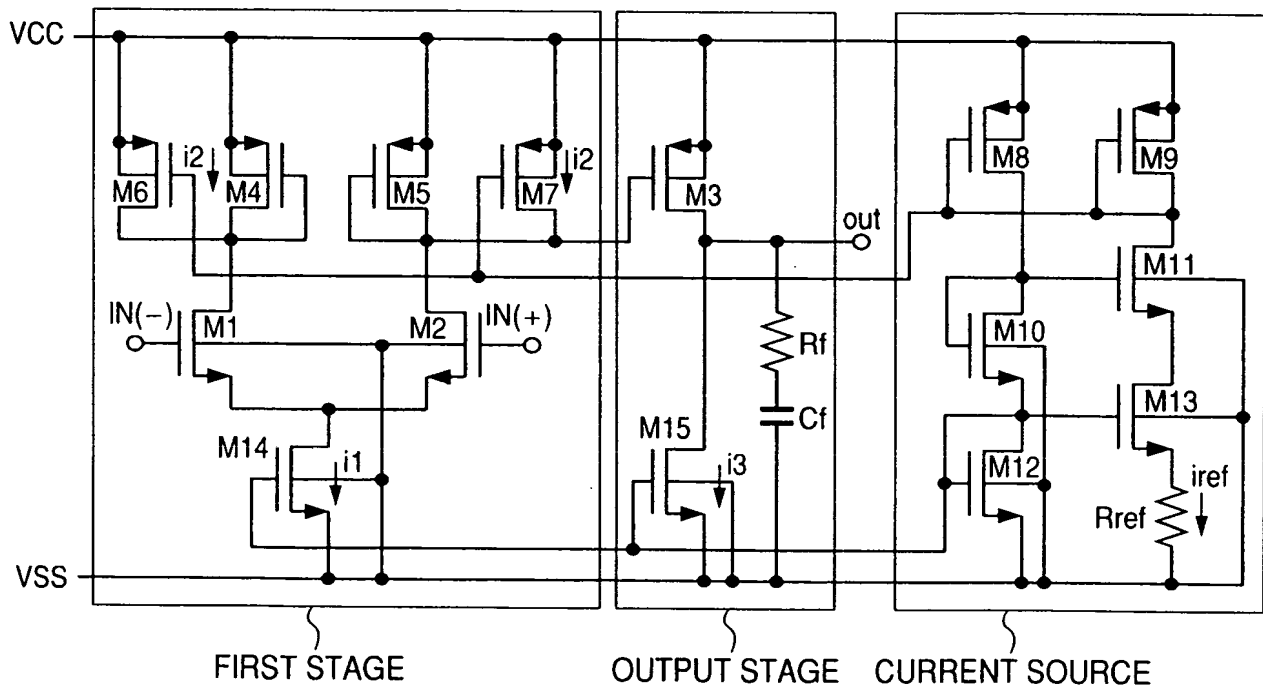 VCC
M6
i2
M4
M5
M7
i2
M3
out
M8
M9
IN(−)
M1
M2
IN(+)
Rf
M10
M11
M14
i1
M15
i3
Cf
M12
M13
Rref
iref
VSS
FIRST STAGE
OUTPUT STAGE
CURRENT SOURCE